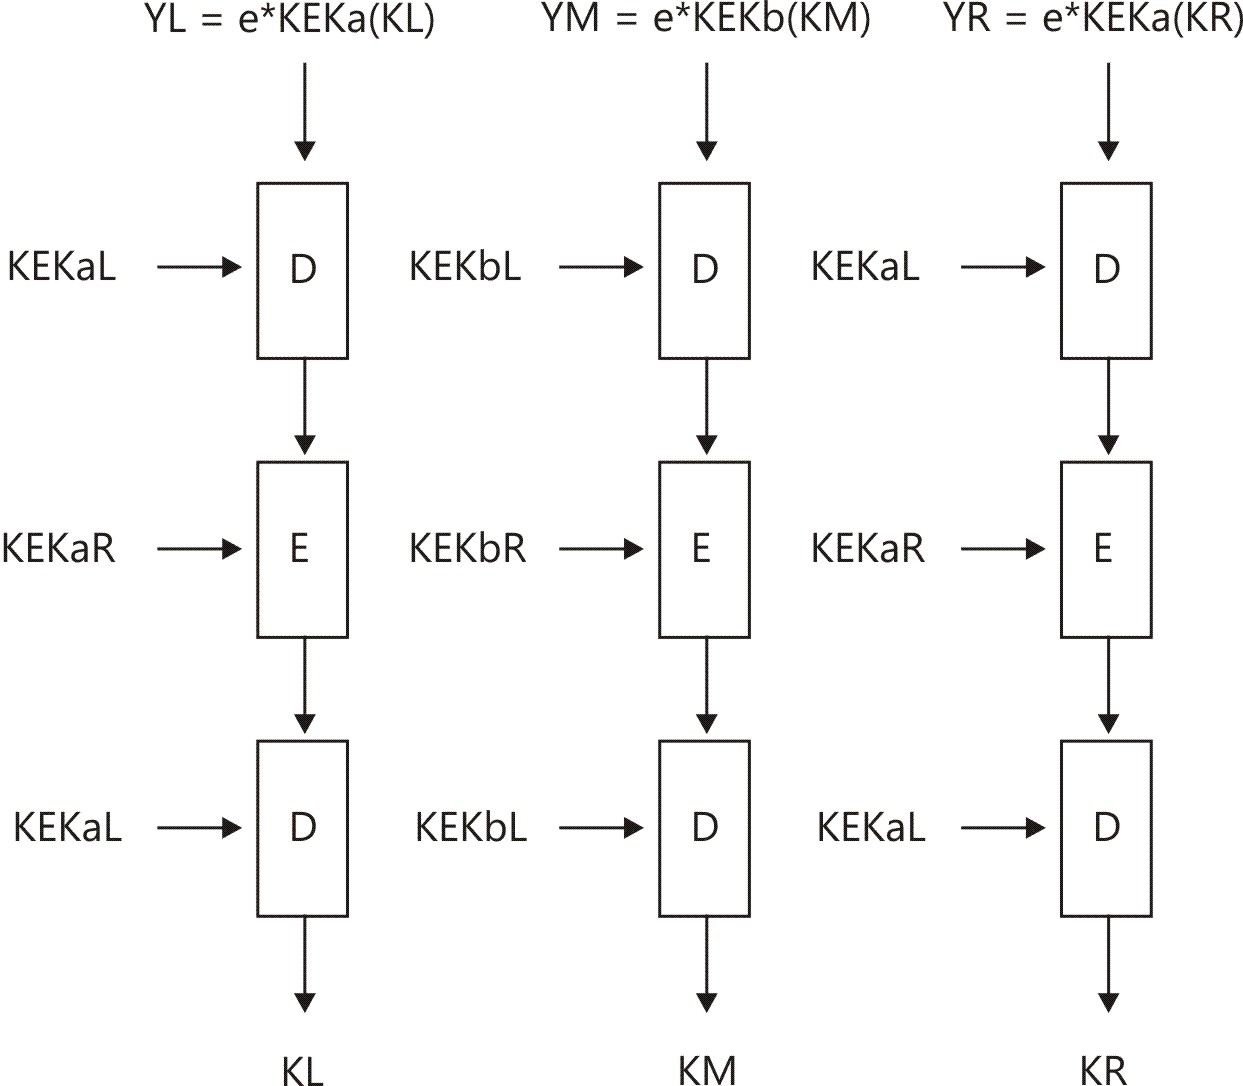 YL = e*KEKa(KL) YM = e*KEKb(KM) YR = e*KEKa(KR)
KEKaL D KEKbL D KEKaL D
KEKaR E KEKbR E KEKaR E
KEKaL D KEKbL D KEKaL D
KL KM KR